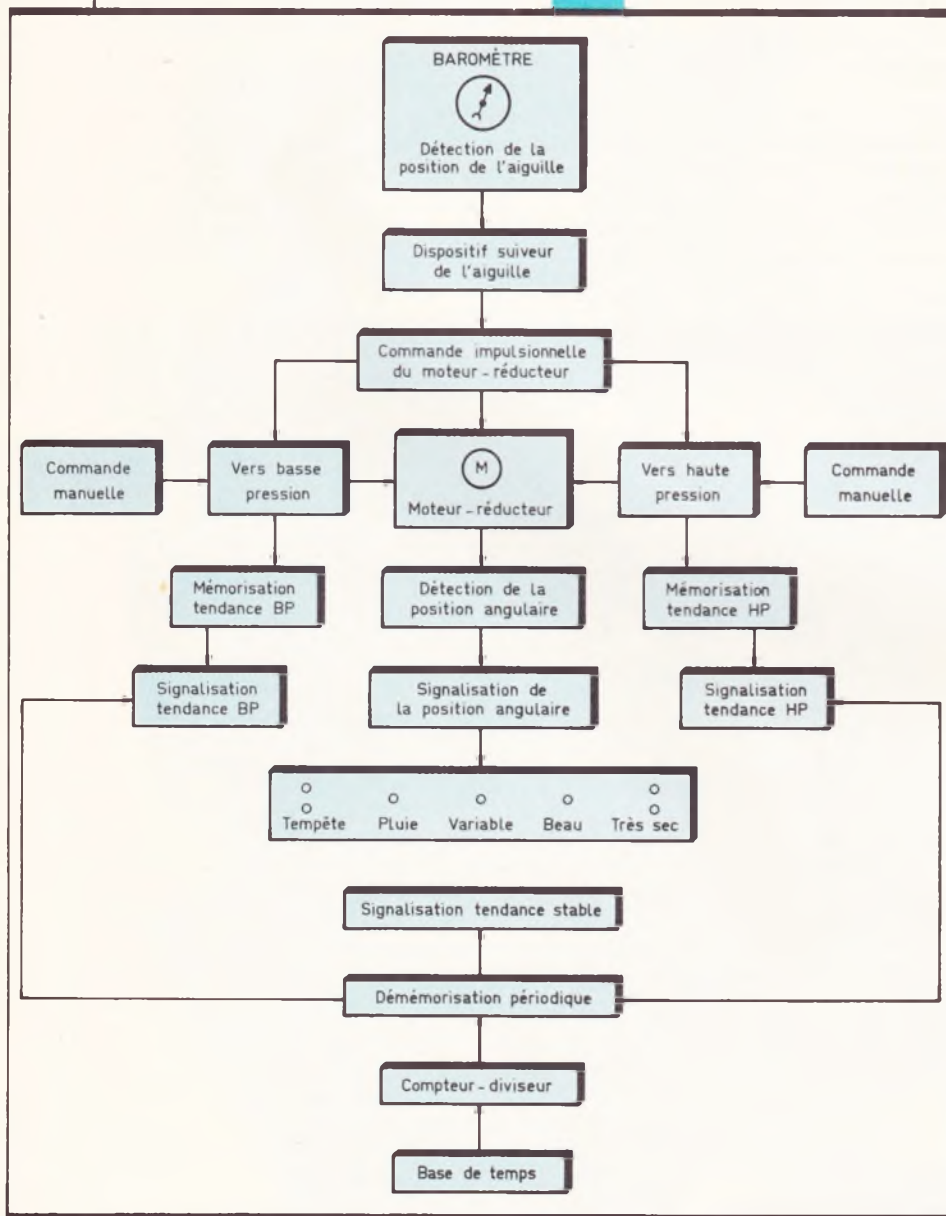 BAROMÈTRE
Détection de la
position de l'aiguille
Dispositif suiveur
de l'aiguille
Commande impulsionnelle
du moteur-réducteur
Commande
manuelle
Vers basse
pression
M
Moteur-réducteur
Vers haute
pression
Commande
manuelle
Mémorisation
tendance BP
Détection de la
position angulaire
Mémorisation
tendance HP
Signalisation
tendance BP
Signalisation de
la position angulaire
Signalisation
tendance HP
Tempête Pluie Variable Beau Très sec
Signalisation tendance stable
Démémorisation périodique
Compteur-diviseur
Base de temps